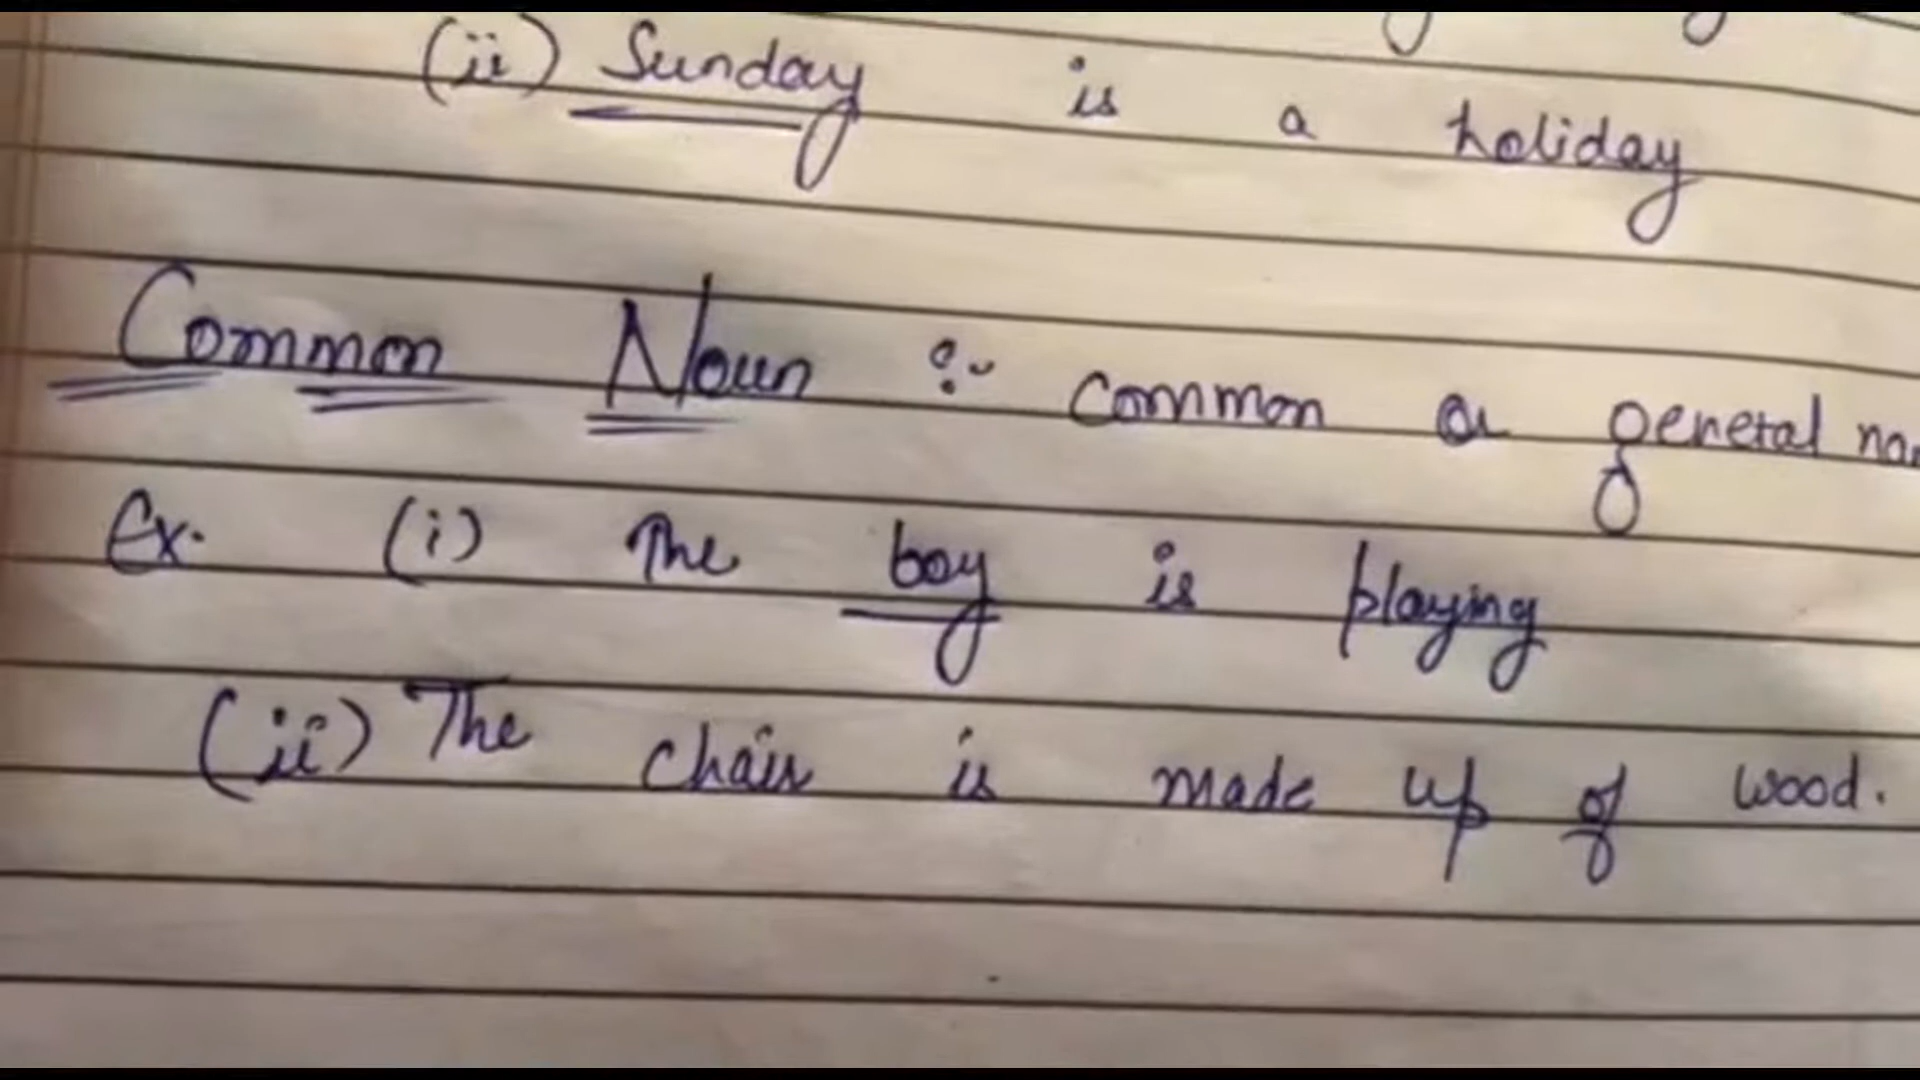 (ii) Sunday is a holiday
Common Noun :- common or general
Ex. (i) The boy is playing
(ii) The chair is made up of wood.